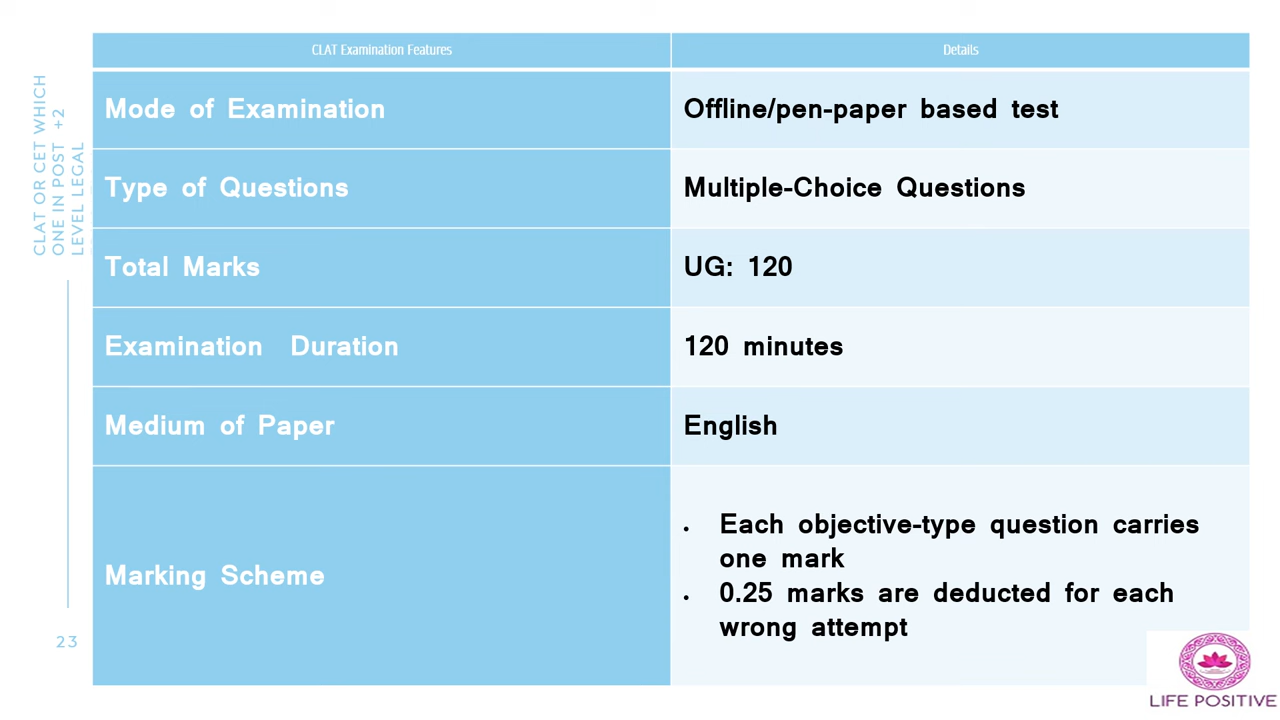 CLAT Examination Features
Details
Mode of Examination
Offline/pen-paper based test
Type of Questions
Multiple-Choice Questions
Total Marks
UG: 120
Examination Duration
120 minutes
Medium of Paper
English
Marking Scheme
• Each objective-type question carries
one mark
• 0.25 marks are deducted for each
wrong attempt
CLAT OR CET WHICH
ONE IN POST +2
LEVEL LEGAL
23
LIFE POSITIVE